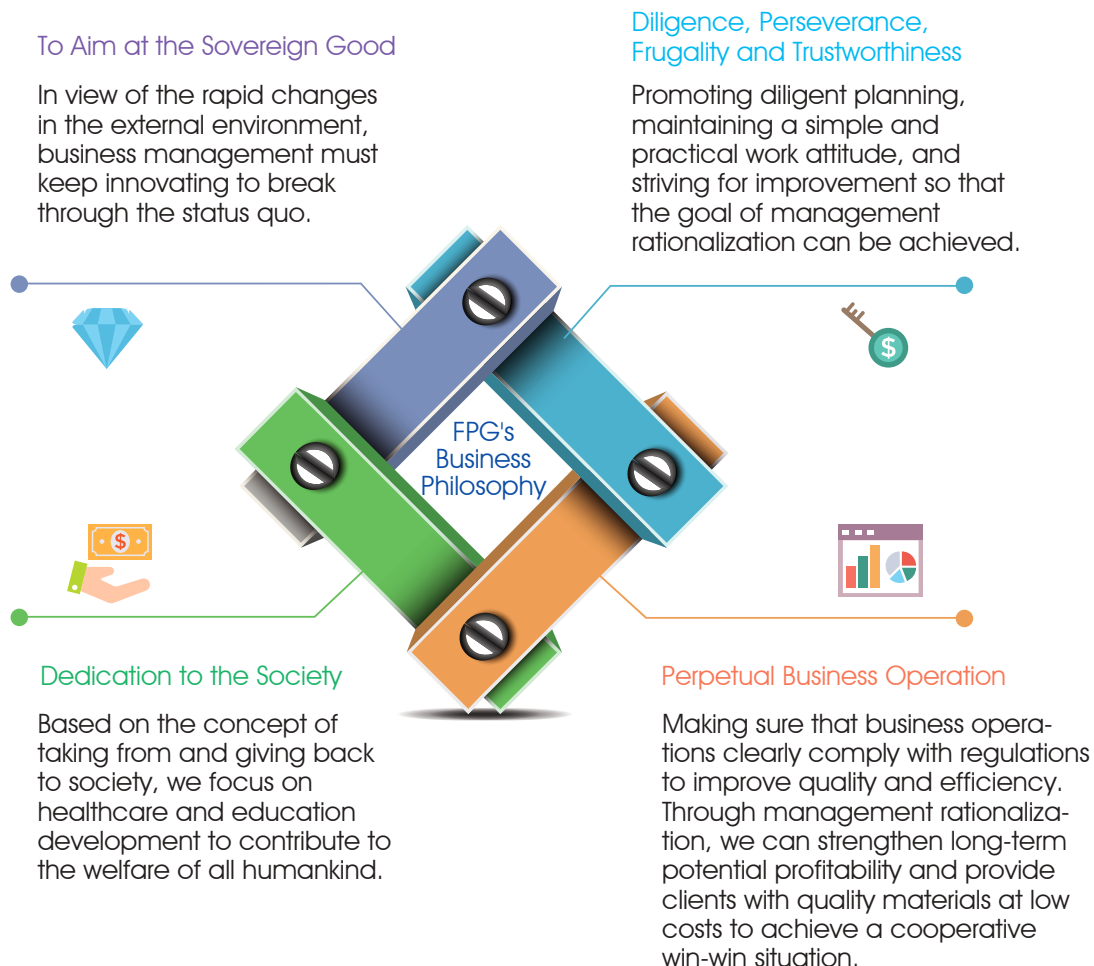 To Aim at the Sovereign Good
In view of the rapid changes
in the external environment,
business management must
keep innovating to break
through the status quo.
Diligence, Perseverance,
Frugality and Trustworthiness
Promoting diligent planning,
maintaining a simple and
practical work attitude, and
striving for improvement so that
the goal of management
rationalization can be achieved.
$
FPG's
Business
Philosophy
$
Dedication to the Society
Based on the concept of
taking from and giving back
to society, we focus on
healthcare and education
development to contribute to
the welfare of all humankind.
Perpetual Business Operation
Making sure that business opera-
tions clearly comply with regulations
to improve quality and efficiency.
Through management rationaliza-
tion, we can strengthen long-term
potential profitability and provide
clients with quality materials at low
costs to achieve a cooperative
win-win situation.